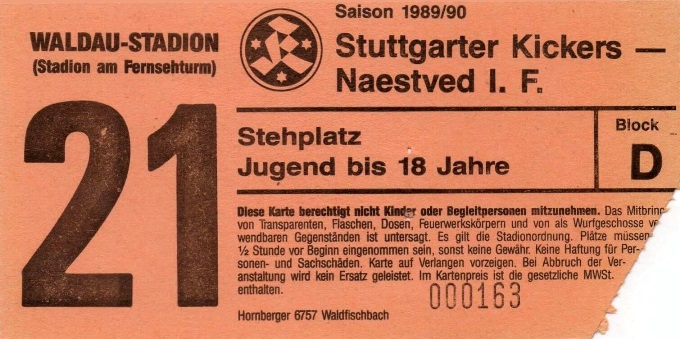 WALDAU-STADION
(Stadion am Fernsehturm)
21
Saison 1989/90
Stuttgarter Kickers —
Naestved I. F.
Stehplatz
Jugend bis 18 Jahre
Block
D
Diese Karte berechtigt nicht Kinder oder Begleitpersonen mitzunehmen. Das Mitbring
von Transparenten, Flaschen, Dosen, Feuerwerkskörpern und von als Wurfgeschosse ve
wendbaren Gegenständen ist untersagt. Es gilt die Stadionordnung. Plätze müssen
½ Stunde vor Beginn eingenommen sein, sonst keine Gewähr. Keine Haftung für Per-
sonen- und Sachschäden. Karte auf Verlangen vorzeigen. Bei Abbruch der Ver-
anstaltung wird kein Ersatz geleistet. Im Kartenpreis ist die gesetzliche MWSt.
enthalten.
000163
Hornberger 6757 Waldfischbach